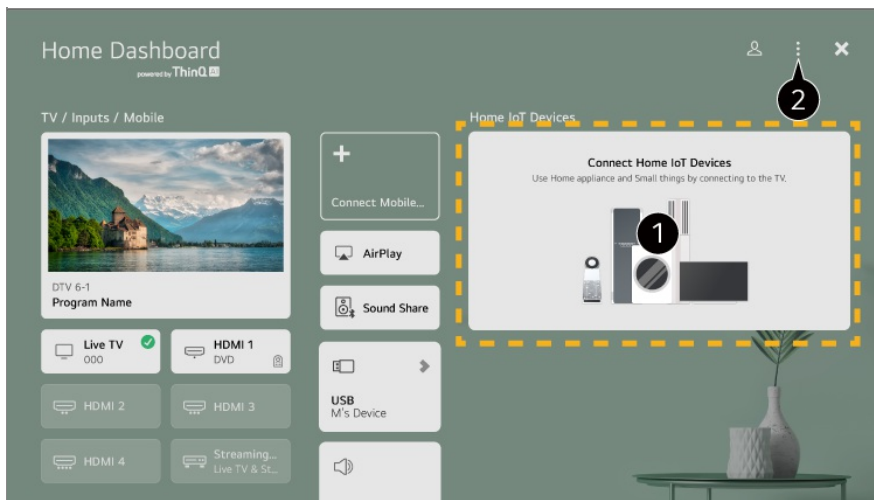 Home Dashboard
powered by ThinQ AI
2
TV / Inputs / Mobile
Home IoT Devices
Connect Home IoT Devices
Use Home appliance and Small things by connecting to the TV.
1
DTV 6-1
Program Name
Live TV
000
HDMI 1
DVD
HDMI 2
HDMI 3
HDMI 4
Streaming...
Live TV & St...
+
Connect Mobile...
AirPlay
Sound Share
USB
M's Device